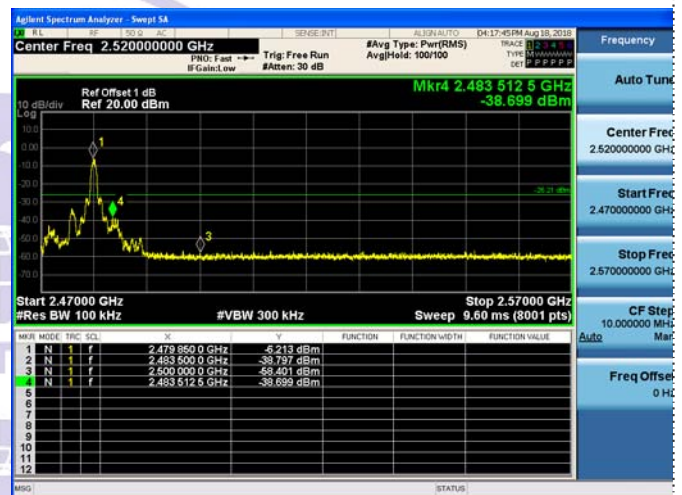 Agilent Spectrum Analyzer - Swept SA
RL RF 50 Ω AC SENSE:INT ALIGN AUTO 04:17:45 PM Aug 18, 2018
Center Freq 2.520000000 GHz
PNO: Fast
IFGain:Low
Trig: Free Run
#Atten: 30 dB
#Avg Type: Pwr(RMS)
Avg|Hold: 100/100
TRACE 1 2 3 4 5 6
TYPE
DET P P P P P P
Mkr4 2.483 512 5 GHz
-38.699 dBm
Ref Offset 1 dB
10 dB/div Ref 20.00 dBm
Log
10.0
0.00
-10.0
-20.0
-30.0
-40.0
-50.0
-60.0
-70.0
1
4
3
-26.21 dBm
Start 2.47000 GHz Stop 2.57000 GHz
#Res BW 100 kHz #VBW 300 kHz Sweep 9.60 ms (8001 pts)
MKR MODE TRC SCL X Y FUNCTION FUNCTION WIDTH FUNCTION VALUE
1 N 1 f 2.479 850 0 GHz -6.213 dBm
2 N 1 f 2.483 500 0 GHz -38.797 dBm
3 N 1 f 2.500 000 0 GHz -58.401 dBm
4 N 1 f 2.483 512 5 GHz -38.699 dBm
5
6
7
8
9
10
11
12
MSG STATUS
Frequency
Auto Tune
Center Freq
2.520000000 GHz
Start Freq
2.470000000 GHz
Stop Freq
2.570000000 GHz
CF Step
10.000000 MHz
Auto Man
Freq Offset
0 Hz